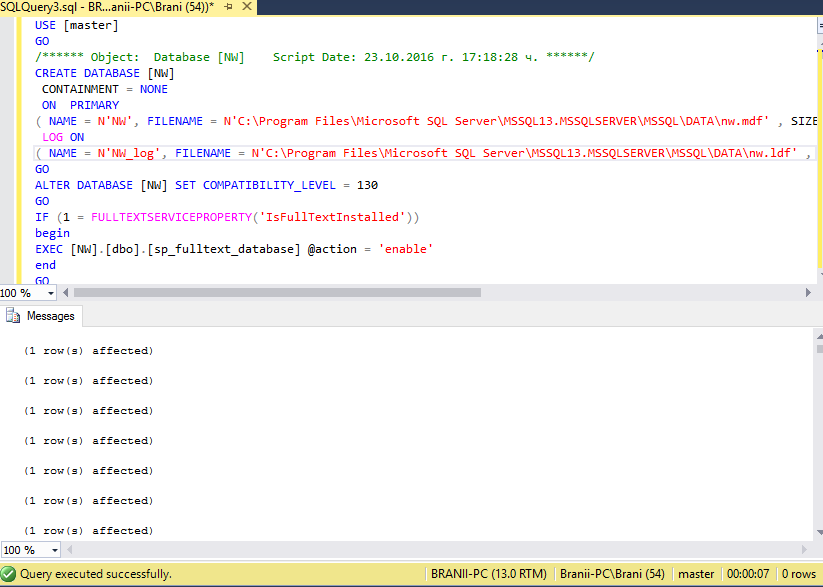 SQLQuery3.sql - BR...anii-PC\Brani (54))*
USE [master]
GO
/****** Object:  Database [NW]    Script Date: 23.10.2016 г. 17:18:28 ч. ******/
CREATE DATABASE [NW]
CONTAINMENT = NONE
ON  PRIMARY
( NAME = N'NW', FILENAME = N'C:\Program Files\Microsoft SQL Server\MSSQL13.MSSQLSERVER\MSSQL\DATA\nw.mdf' , SIZE
LOG ON
( NAME = N'NW_log', FILENAME = N'C:\Program Files\Microsoft SQL Server\MSSQL13.MSSQLSERVER\MSSQL\DATA\nw.ldf' ,
GO
ALTER DATABASE [NW] SET COMPATIBILITY_LEVEL = 130
GO
IF (1 = FULLTEXTSERVICEPROPERTY('IsFullTextInstalled'))
begin
EXEC [NW].[dbo].[sp_fulltext_database] @action = 'enable'
end
GO
100 %
Messages
(1 row(s) affected)
(1 row(s) affected)
(1 row(s) affected)
(1 row(s) affected)
(1 row(s) affected)
(1 row(s) affected)
(1 row(s) affected)
100 %
Query executed successfully. BRANII-PC (13.0 RTM) Branii-PC\Brani (54) master 00:00:07 0 rows